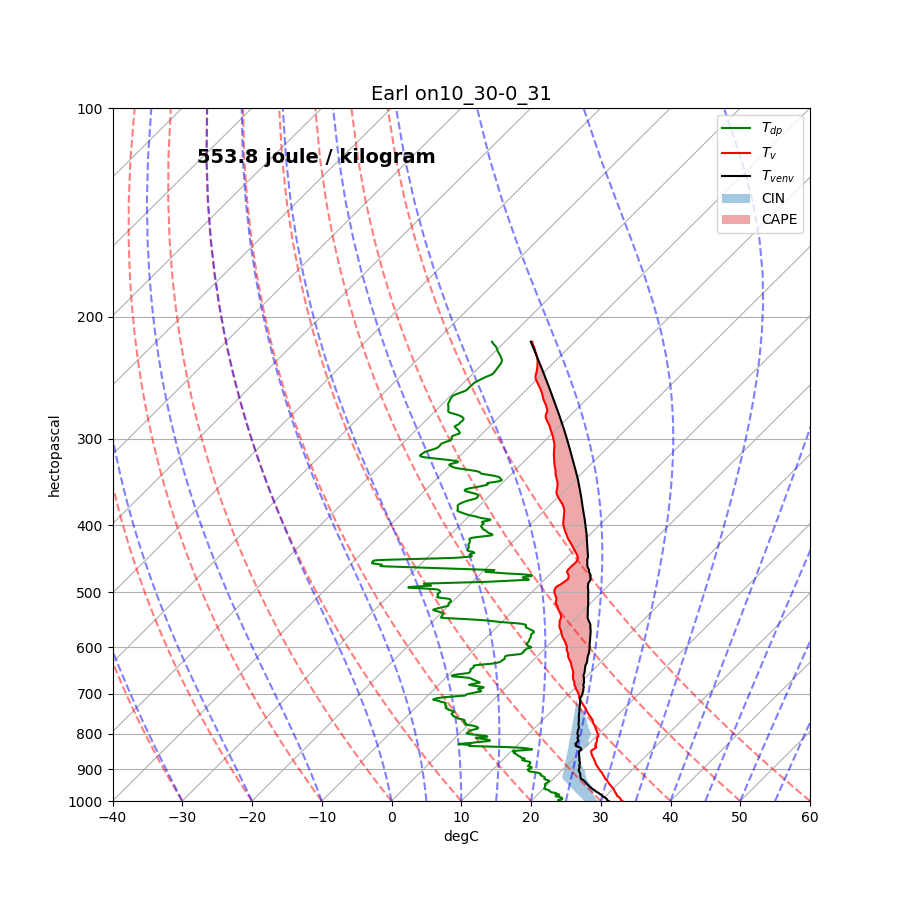 Earl on10_30-0_31
553.8 joule / kilogram
T_dp
T_v
T_venv
CIN
CAPE
hectopascal
100
200
300
400
500
600
700
800
900
1000
−40 −30 −20 −10 0 10 20 30 40 50 60
degC